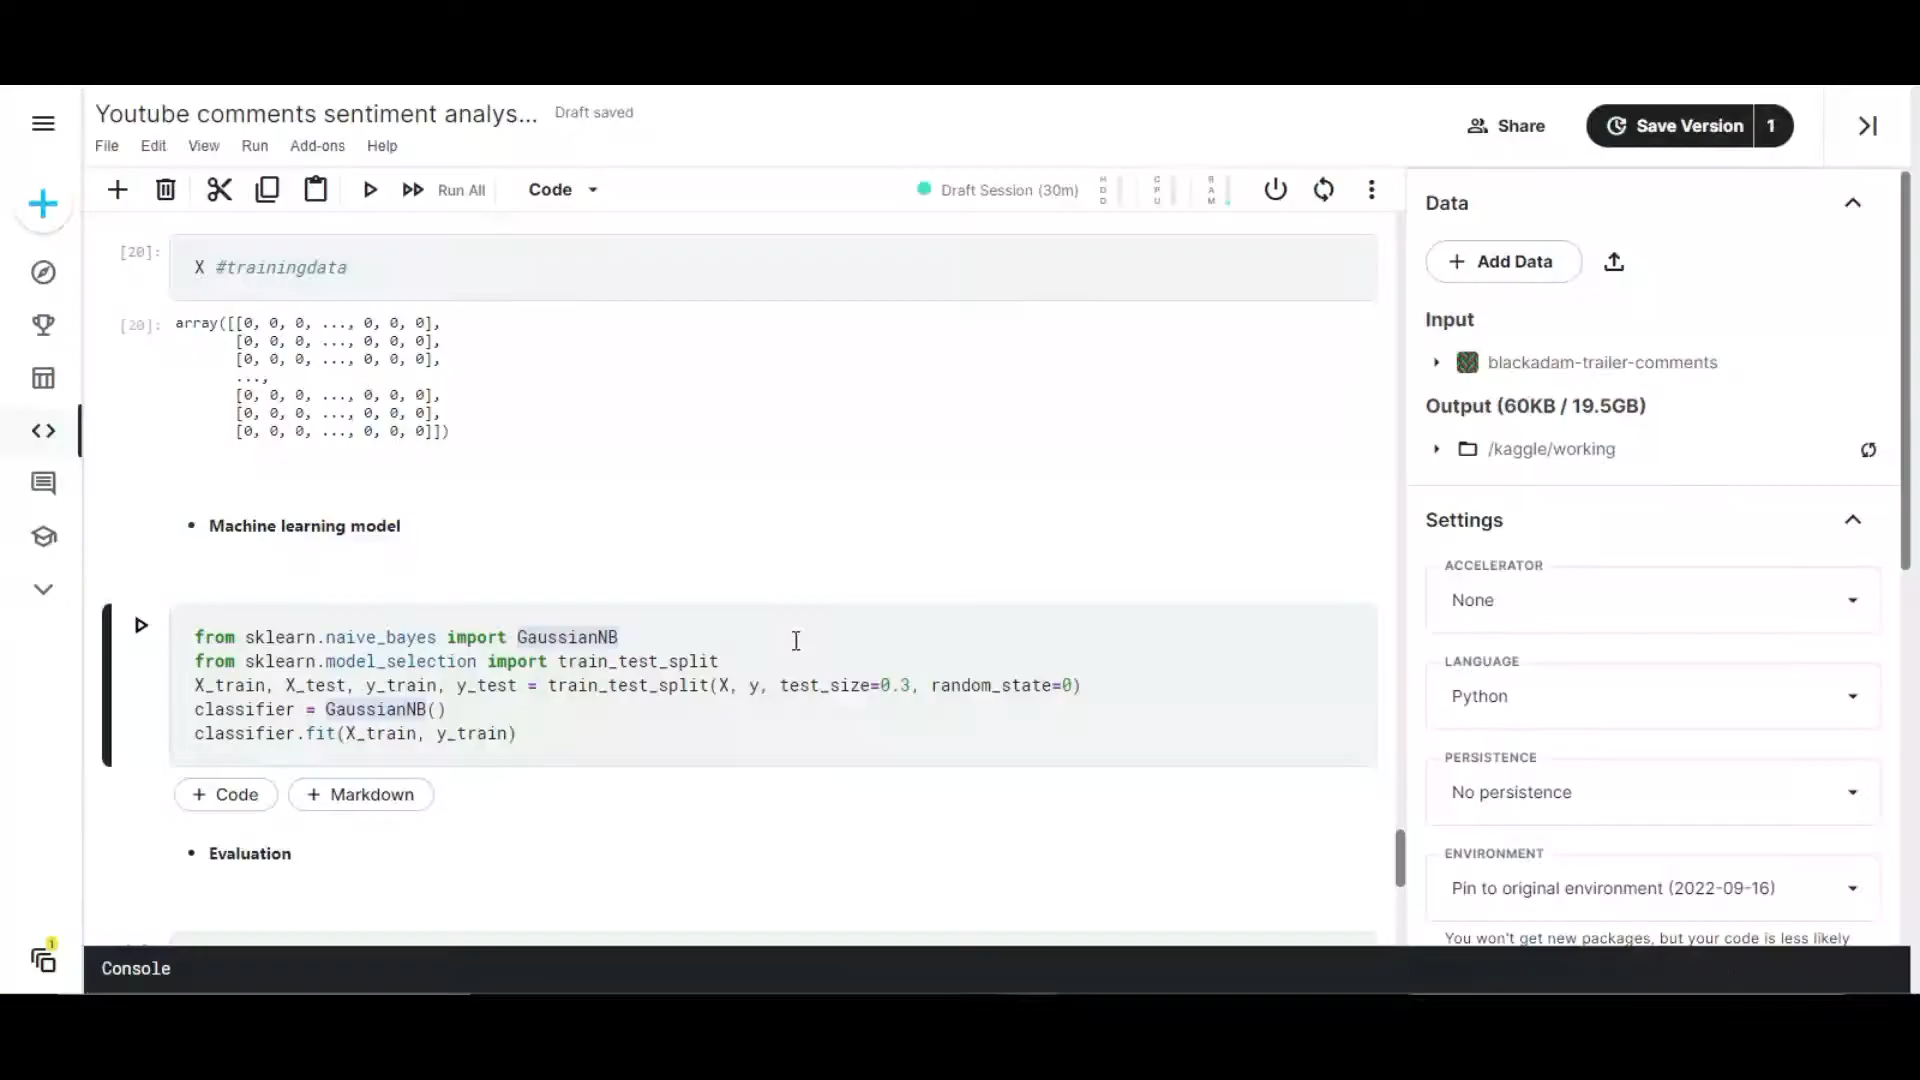 Youtube comments sentiment analys... Draft saved
File Edit View Run Add-ons Help
Share
Save Version 1
Run All
Code
Draft Session (30m)
HDD
CPU
RAM
[20]:
X #trainingdata
[20]:
array([[0, 0, 0, ..., 0, 0, 0],
[0, 0, 0, ..., 0, 0, 0],
[0, 0, 0, ..., 0, 0, 0],
...,
[0, 0, 0, ..., 0, 0, 0],
[0, 0, 0, ..., 0, 0, 0],
[0, 0, 0, ..., 0, 0, 0]])
• Machine learning model
from sklearn.naive_bayes import GaussianNB
from sklearn.model_selection import train_test_split
X_train, X_test, y_train, y_test = train_test_split(X, y, test_size=0.3, random_state=0)
classifier = GaussianNB()
classifier.fit(X_train, y_train)
+ Code + Markdown
• Evaluation
1
Console
Data
+ Add Data
Input
blackadam-trailer-comments
Output (60KB / 19.5GB)
/kaggle/working
Settings
ACCELERATOR
None
LANGUAGE
Python
PERSISTENCE
No persistence
ENVIRONMENT
Pin to original environment (2022-09-16)
You won't get new packages, but your code is less likely